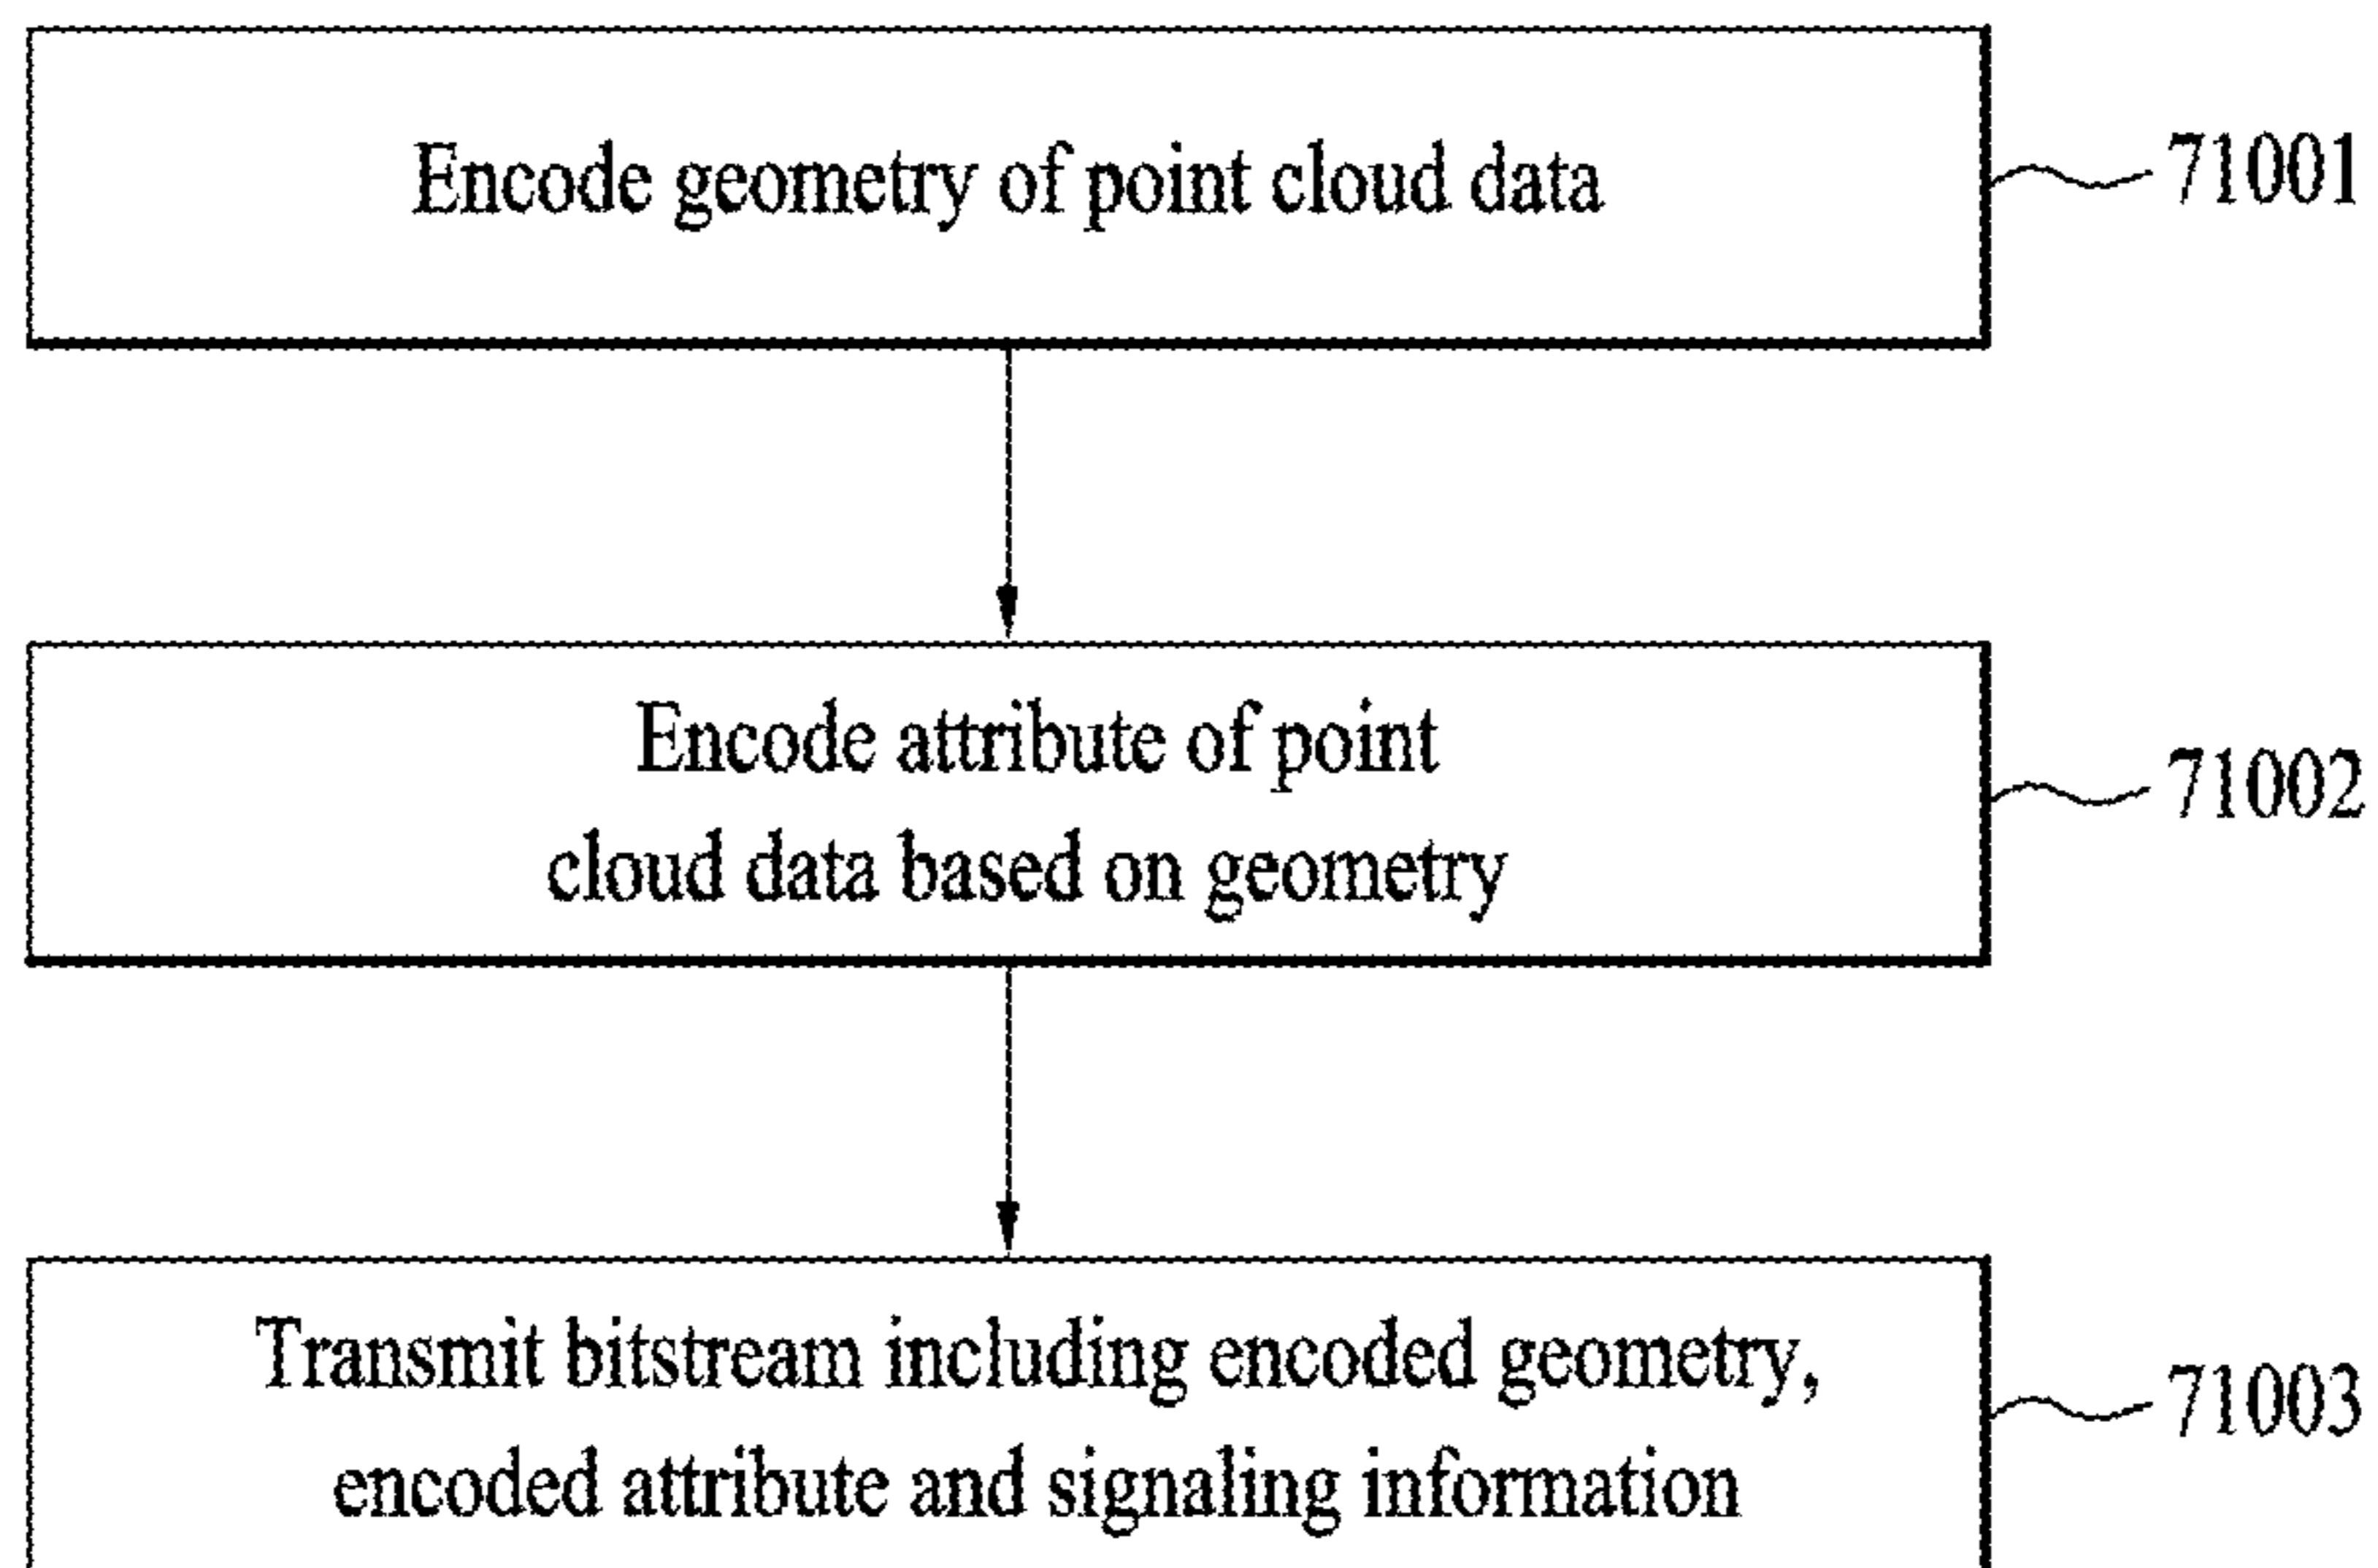 Encode geometry of point cloud data
71001
Encode attribute of point
cloud data based on geometry
71002
Transmit bitstream including encoded geometry,
encoded attribute and signaling information
71003